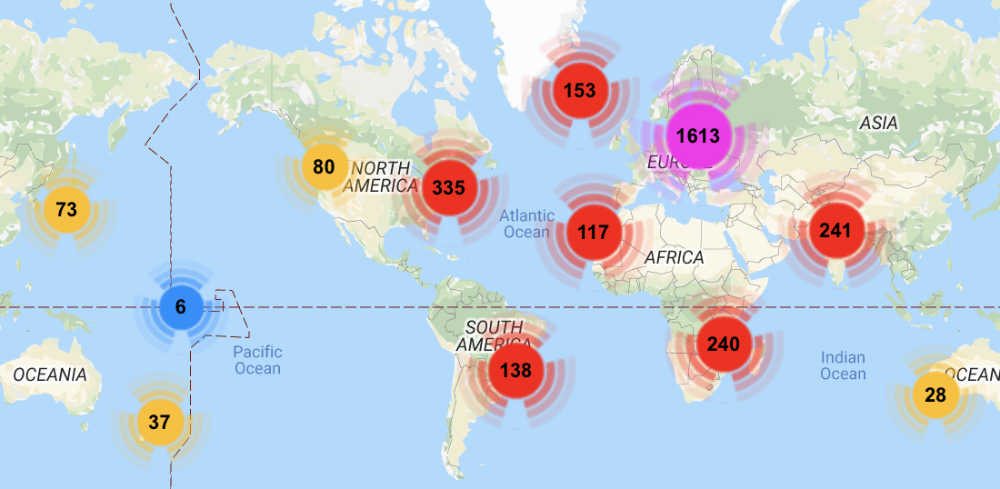 153
1613
ASIA
EUROPE
80
NORTH
AMERICA
335
73
Atlantic
Ocean
117
241
AFRICA
6
SOUTH
AMERICA
240
138
Pacific
Ocean
Indian
Ocean
OCEANIA
OCEAN
28
37